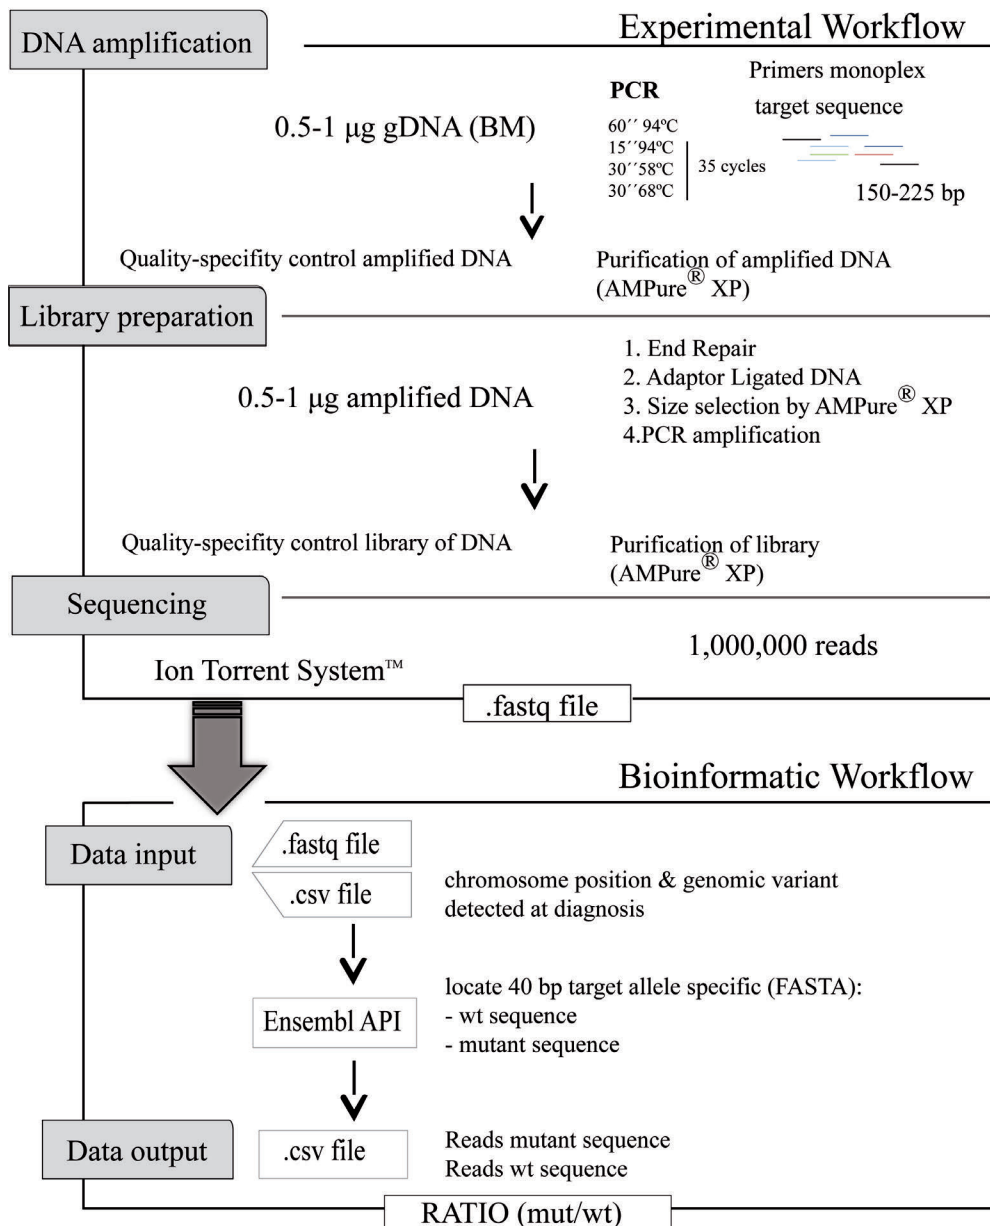 DNA amplification
Experimental Workflow
0.5-1 μg gDNA (BM)
PCR
60´´ 94ºC
15´´94ºC
30´´58ºC
30´´68ºC
35 cycles
Primers monoplex
target sequence
150-225 bp
Quality-specifity control amplified DNA
Purification of amplified DNA
(AMPure® XP)
Library preparation
0.5-1 μg amplified DNA
1. End Repair
2. Adaptor Ligated DNA
3. Size selection by AMPure® XP
4.PCR amplification
Quality-specifity control library of DNA
Purification of library
(AMPure® XP)
Sequencing
1,000,000 reads
Ion Torrent System™
.fastq file
Bioinformatic Workflow
Data input
.fastq file
.csv file
chromosome position & genomic variant
detected at diagnosis
Ensembl API
locate 40 bp target allele specific (FASTA):
- wt sequence
- mutant sequence
Data output
.csv file
Reads mutant sequence
Reads wt sequence
RATIO (mut/wt)